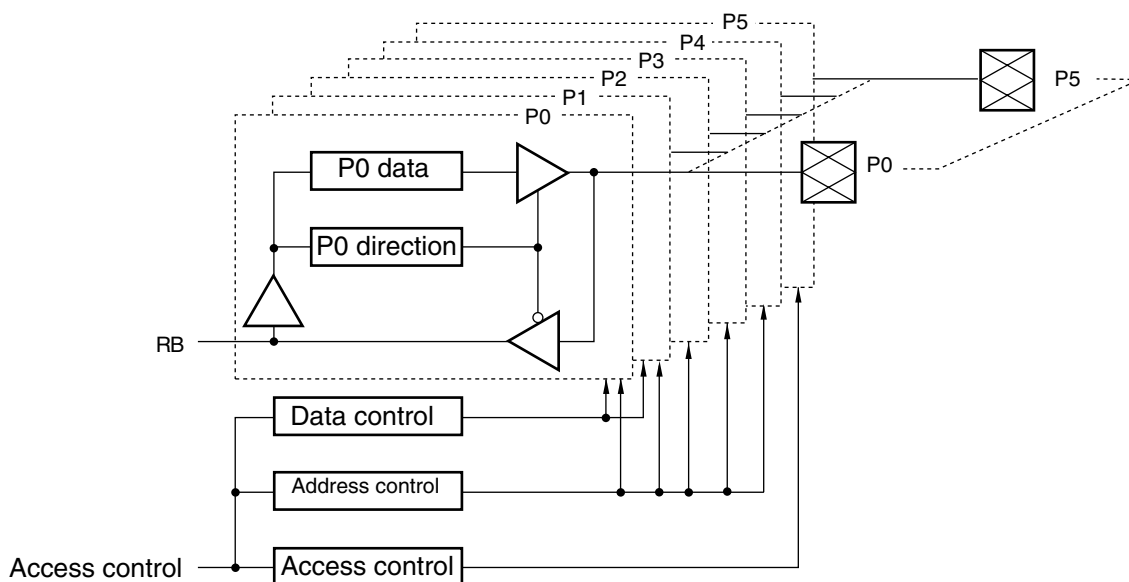 P5
P4
P3
P2
P1
P0
P5
P0 data
P0
P0 direction
RB
Data control
Address control
Access control
Access control